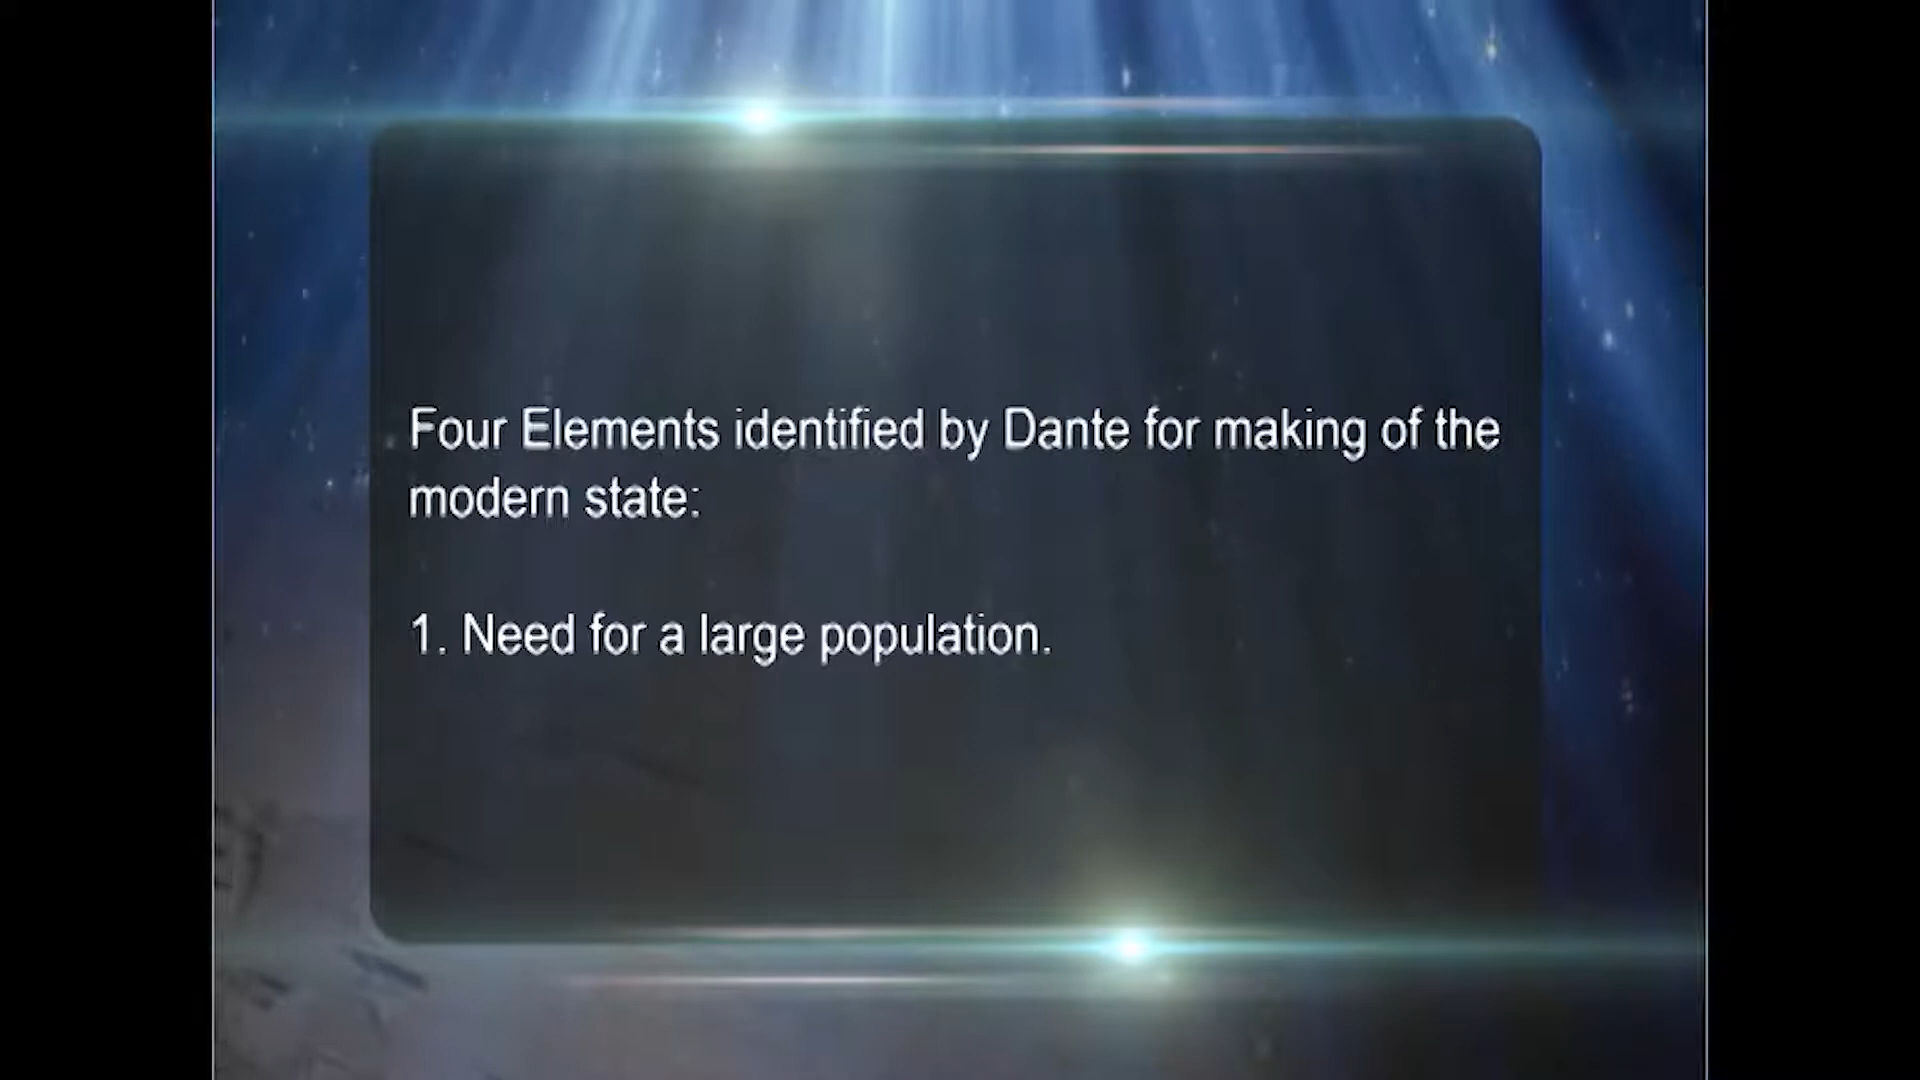 Four Elements identified by Dante for making of the
modern state:
1. Need for a large population.